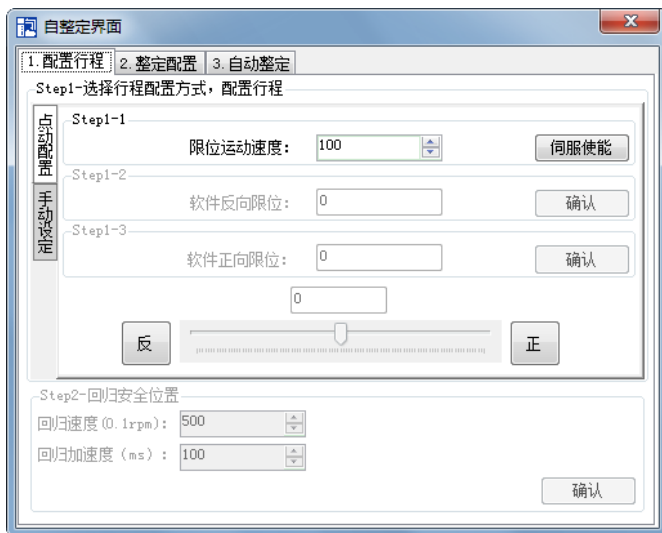 自整定界面
1.配置行程 2.整定配置 3.自动整定
Step1-选择行程配置方式，配置行程
点动配置
手动设定
Step1-1
限位运动速度： 100 伺服使能
Step1-2
软件反向限位： 0 确认
Step1-3
软件正向限位： 0 确认
0
反 正
Step2-回归安全位置
回归速度(0.1rpm)： 500
回归加速度（ms）： 100
确认